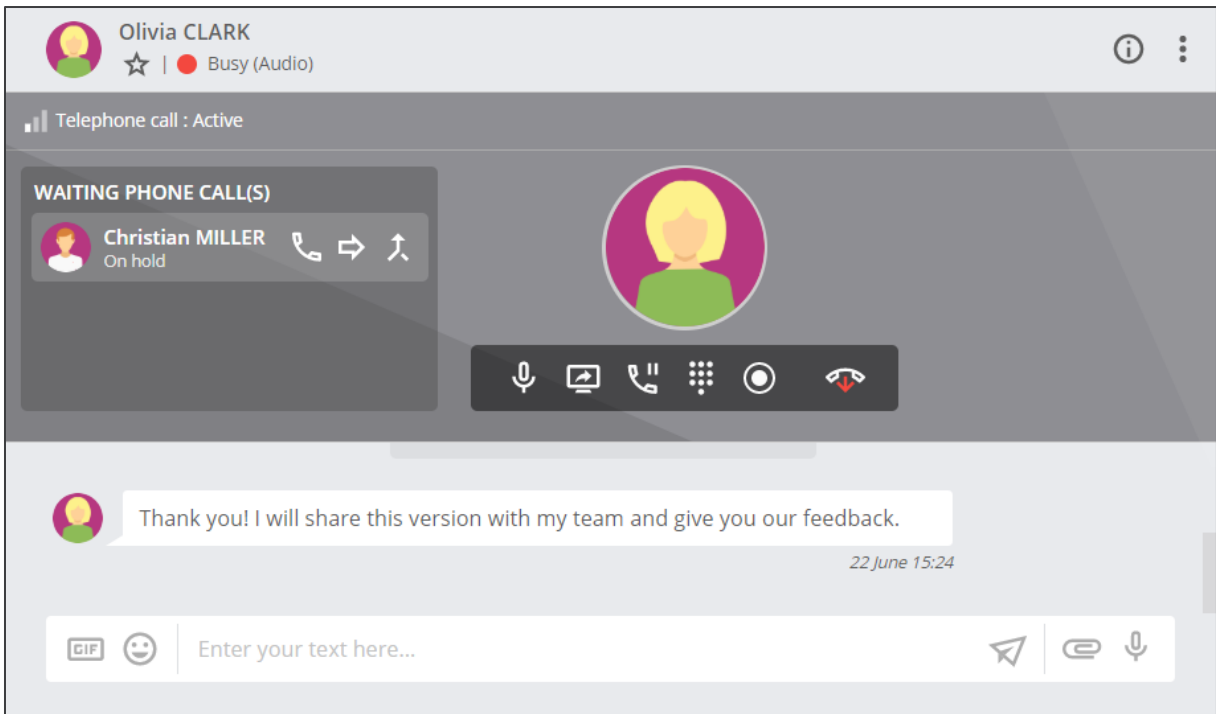 Olivia CLARK
| Busy (Audio)
Telephone call : Active
WAITING PHONE CALL(S)
Christian MILLER
On hold
Thank you! I will share this version with my team and give you our feedback.
22 June 15:24
GIF
Enter your text here...